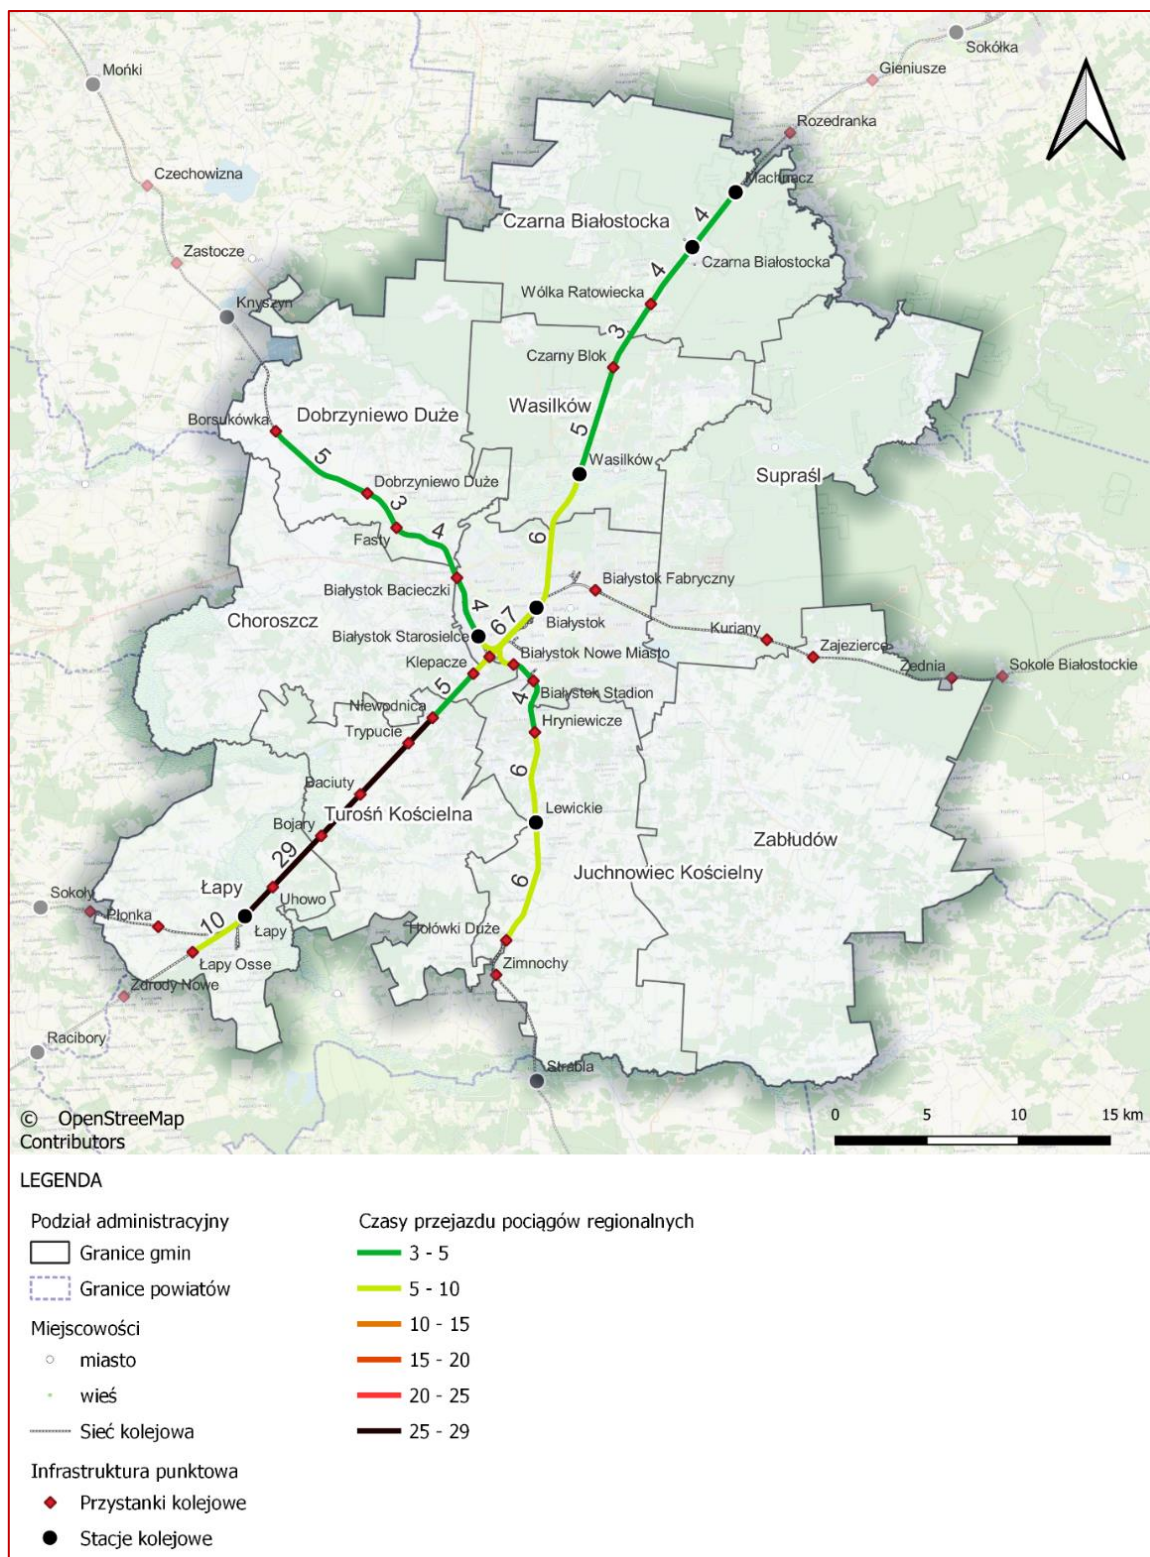 Sokółka
Mońki
Gieniusze
Rozedranka
Czechowizna
Machnacz
4
Czarna Białostocka
Zastocze
Czarna Białostocka
4
Wólka Ratowiecka
Knyszyn
3
Czarny Blok
Dobrzyniewo Duże
Wasilków
Borsukówka
5
5
Wasilków
Supraśl
Dobrzyniewo Duże
3
4
Fasty
6
Białystok Bacieczki
Białystok Fabryczny
4
Choroszcz
67
Białystok
Kuriany
Białystok Starosielce
Zajezierce
Klepacze
Białystok Nowe Miasto
Żednia
Sokole Białostockie
5
Białystok Stadion
4
Niewodnica
Hryniewicze
Trypucie
6
Baciuty
Turośń Kościelna
Lewickie
Bojary
Zabłudów
29
Juchnowiec Kościelny
6
Łapy
Sokoły
Uhowo
Płonka
10
Łapy
Hołówki Duże
Łapy Osse
Zimnochy
Zdrody Nowe
Racibory
Strabla
© OpenStreeMap
Contributors
0 5 10 15 km
LEGENDA
Podział administracyjny
Granice gmin
Granice powiatów
Miejscowości
miasto
wieś
Sieć kolejowa
Infrastruktura punktowa
Przystanki kolejowe
Stacje kolejowe
Czasy przejazdu pociągów regionalnych
3 - 5
5 - 10
10 - 15
15 - 20
20 - 25
25 - 29